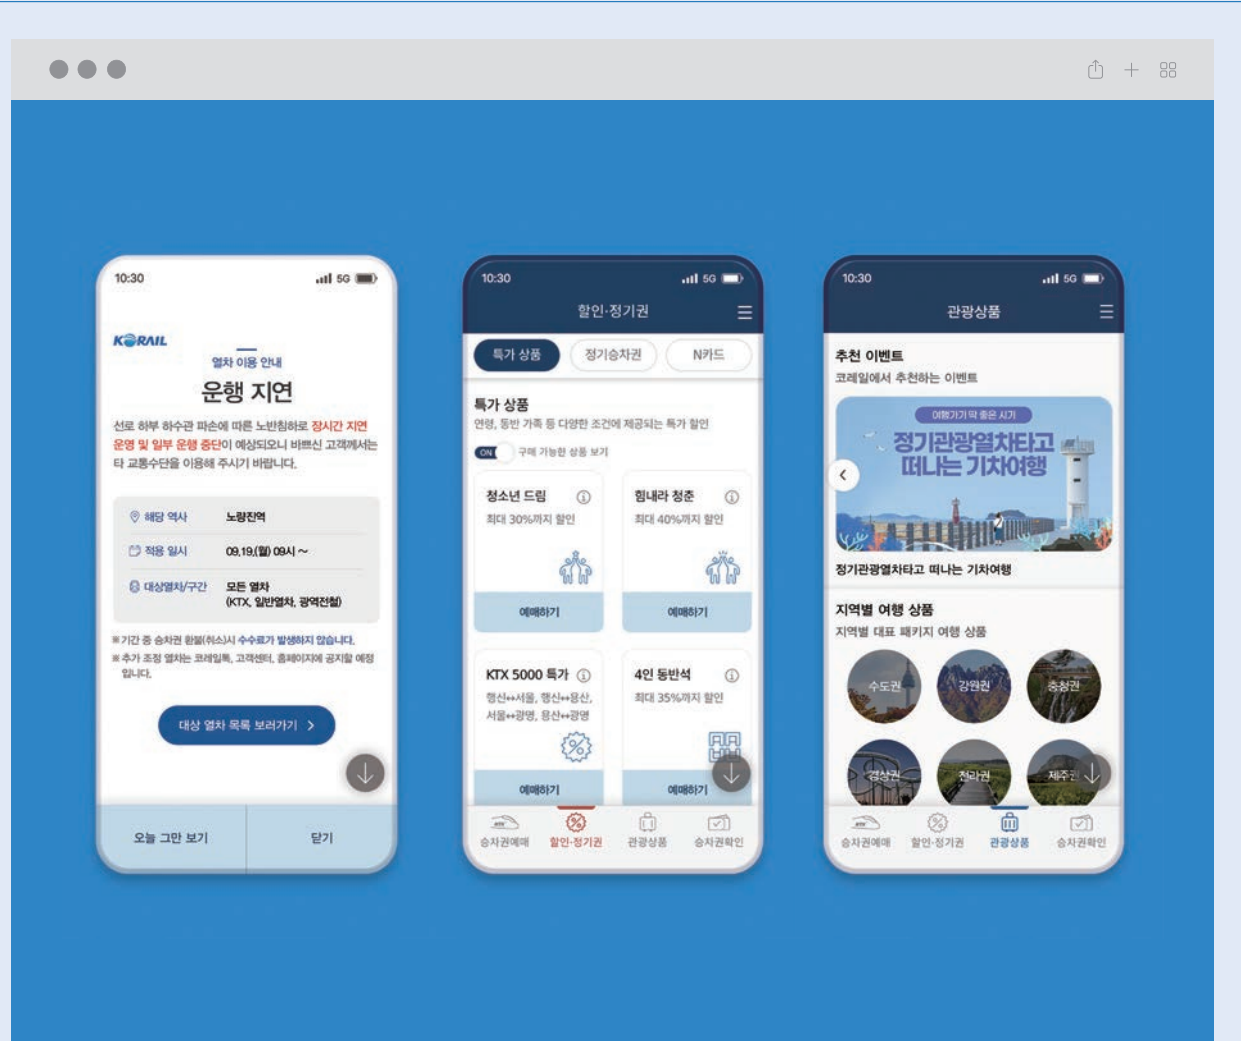 10:30
5G
KORAIL
열차 이용 안내
운행 지연
선로 하부 하수관 파손에 따른 노반침하로 장시간 지연
운영 및 일부 운행 중단이 예상되오니 바쁘신 고객께서는
타 교통수단을 이용해 주시기 바랍니다.
해당 역사
노량진역
적용 일시
09.19.(월) 09시 ~
대상열차/구간
모든 열차
(KTX, 일반열차, 광역전철)
※ 기간 중 승차권 환불(취소)시 수수료가 발생하지 않습니다.
※ 추가 조정 열차는 코레일톡, 고객센터, 홈페이지에 공지할 예정
입니다.
대상 열차 목록 보러가기 >
오늘 그만 보기
닫기
10:30
5G
할인·정기권
특가 상품
정기승차권
N카드
특가 상품
연령, 동반 가족 등 다양한 조건에 제공되는 특가 할인
ON
구매 가능한 상품 보기
청소년 드림
최대 30%까지 할인
예매하기
힘내라 청춘
최대 40%까지 할인
예매하기
KTX 5000 특가
행신↔서울, 행신↔용산,
서울↔광명, 용산↔광명
예매하기
4인 동반석
최대 35%까지 할인
예매하기
승차권예매
할인·정기권
관광상품
승차권확인
10:30
5G
관광상품
추천 이벤트
코레일에서 추천하는 이벤트
여행가기 딱 좋은 시기
정기관광열차타고
떠나는 기차여행
정기관광열차타고 떠나는 기차여행
지역별 여행 상품
지역별 대표 패키지 여행 상품
수도권
강원권
충청권
경상권
전라권
제주권
승차권예매
할인·정기권
관광상품
승차권확인